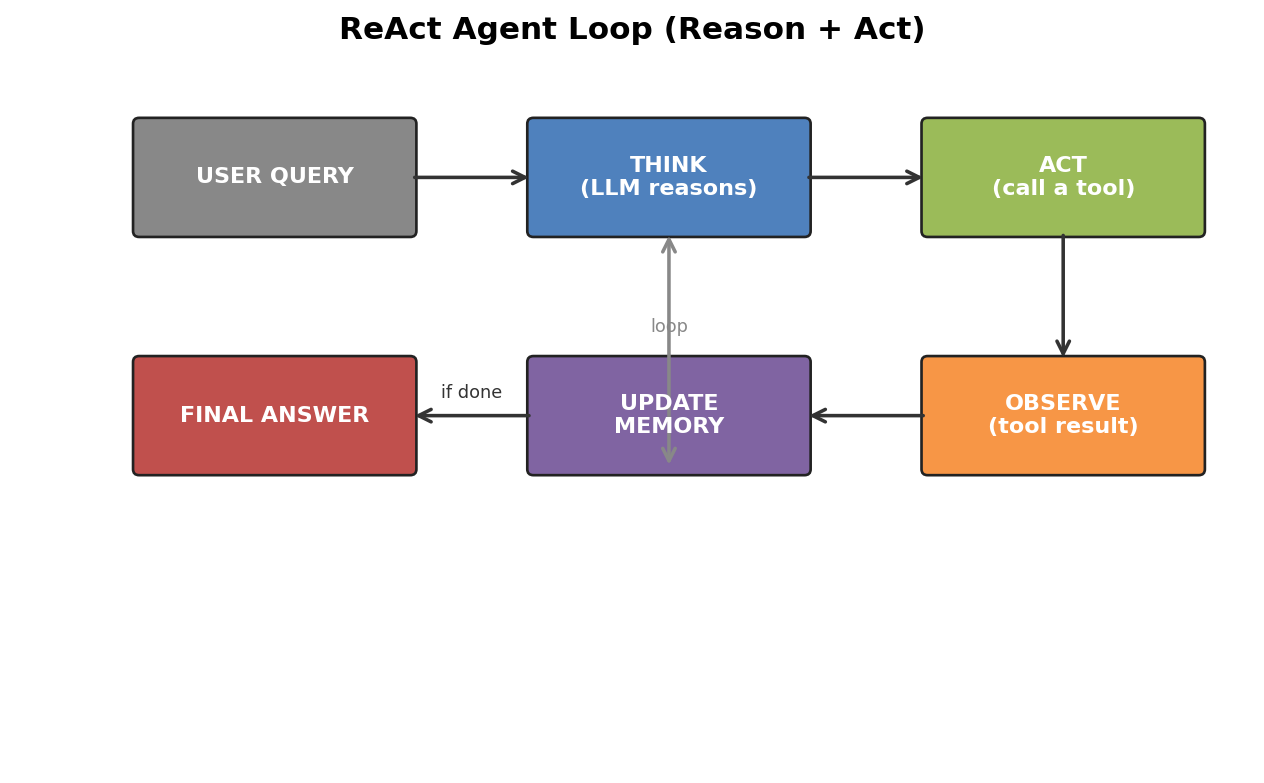 ReAct Agent Loop (Reason + Act)
USER QUERY
THINK
(LLM reasons)
ACT
(call a tool)
loop
FINAL ANSWER
if done
UPDATE
MEMORY
OBSERVE
(tool result)